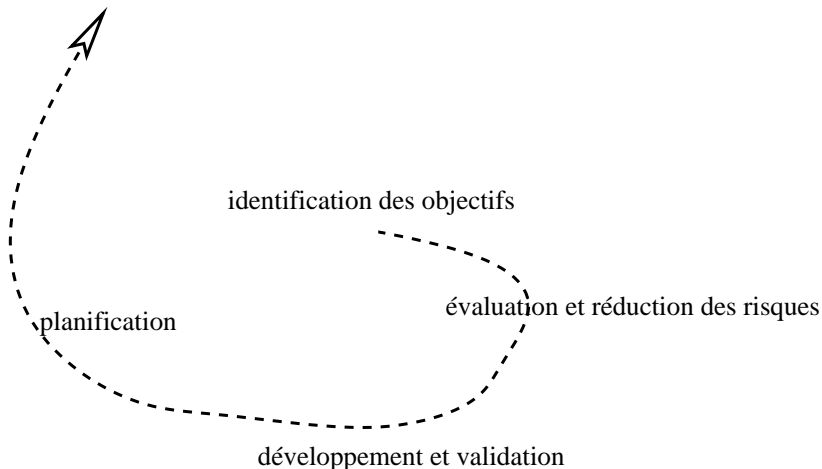 identification des objectifs
évaluation et réduction des risques
planification
développement et validation